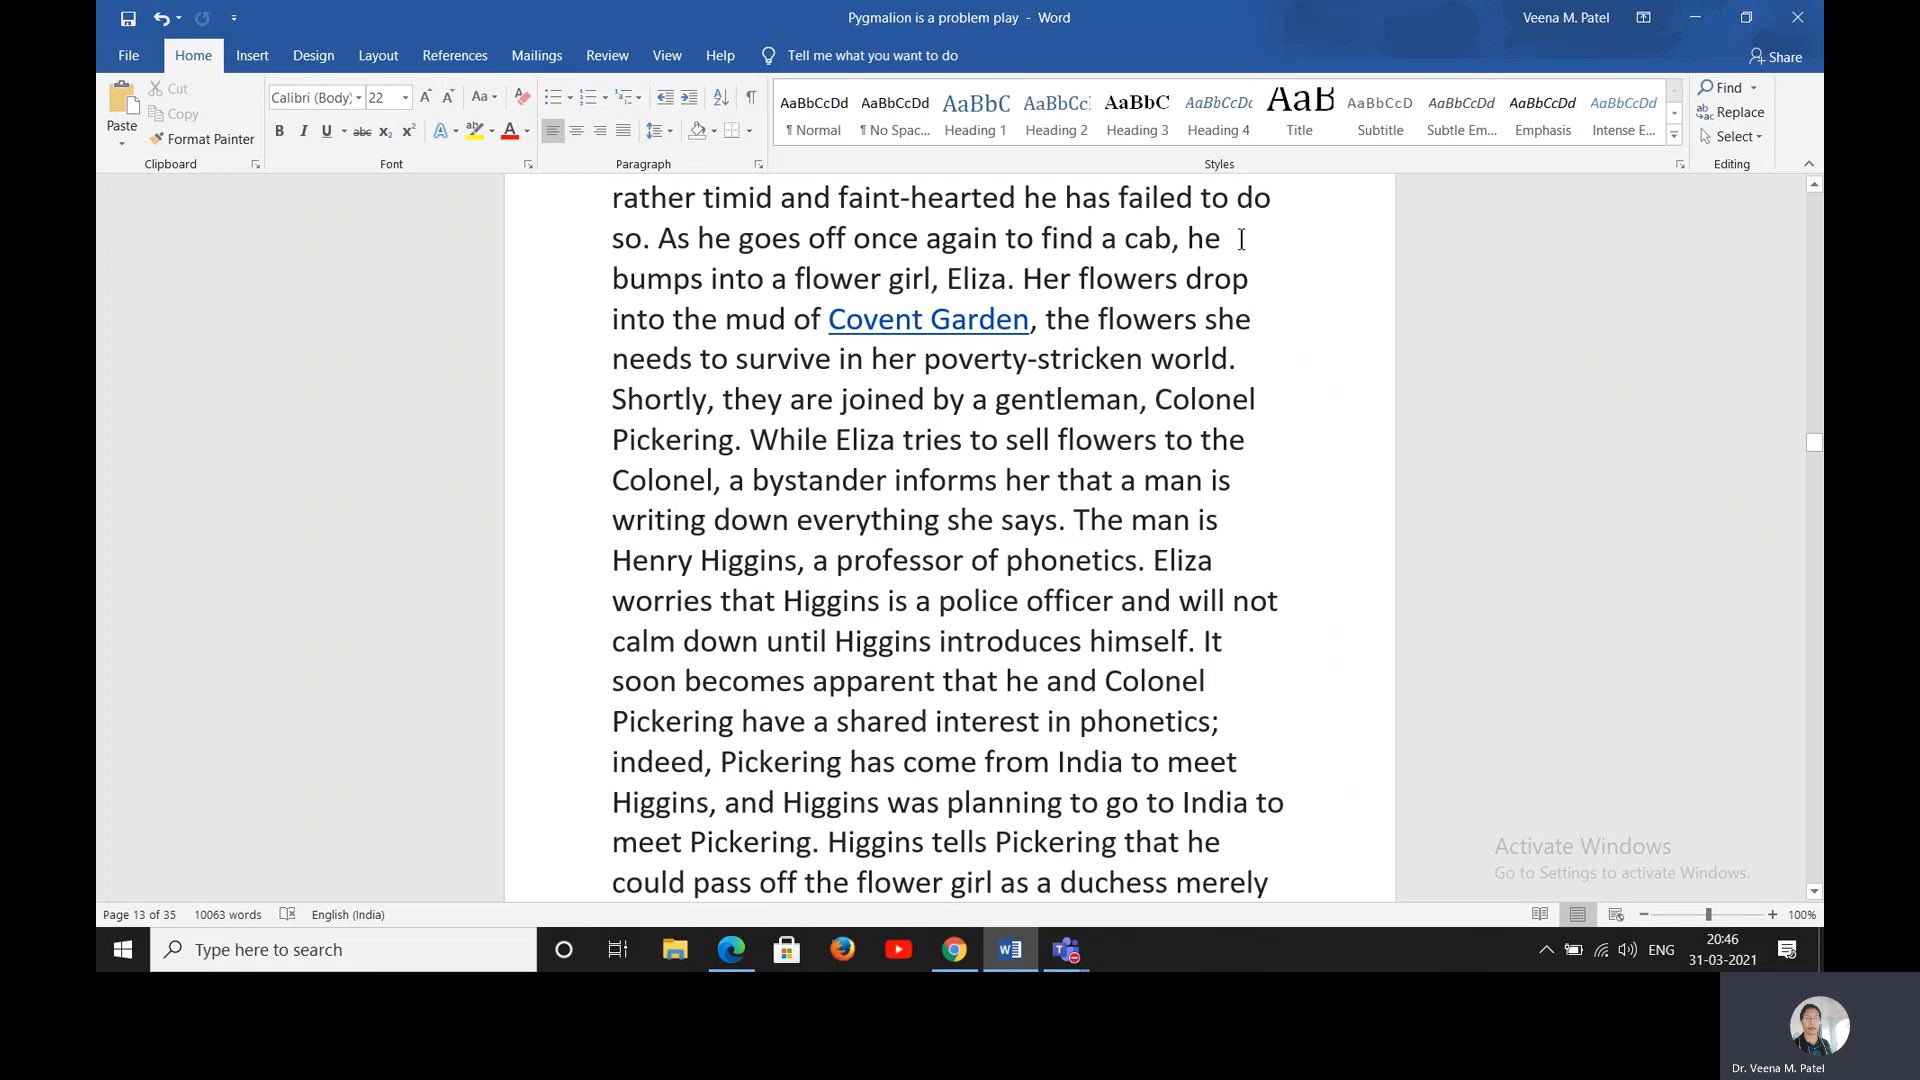 Pygmalion is a problem play - Word
Veena M. Patel
File Home Insert Design Layout References Mailings Review View Help Tell me what you want to do
Share
Paste
Cut
Copy
Format Painter
Clipboard
Calibri (Body) 22
Font
Paragraph
AaBbCcDd AaBbCcDd AaBbC AaBbCc AaBbC AaBbCcDc AaB AaBbCcD AaBbCcDd AaBbCcDd AaBbCcDd
¶ Normal ¶ No Spac... Heading 1 Heading 2 Heading 3 Heading 4 Title Subtitle Subtle Em... Emphasis Intense E...
Styles
Find
Replace
Select
Editing
rather timid and faint-hearted he has failed to do
so. As he goes off once again to find a cab, he
bumps into a flower girl, Eliza. Her flowers drop
into the mud of Covent Garden, the flowers she
needs to survive in her poverty-stricken world.
Shortly, they are joined by a gentleman, Colonel
Pickering. While Eliza tries to sell flowers to the
Colonel, a bystander informs her that a man is
writing down everything she says. The man is
Henry Higgins, a professor of phonetics. Eliza
worries that Higgins is a police officer and will not
calm down until Higgins introduces himself. It
soon becomes apparent that he and Colonel
Pickering have a shared interest in phonetics;
indeed, Pickering has come from India to meet
Higgins, and Higgins was planning to go to India to
meet Pickering. Higgins tells Pickering that he
could pass off the flower girl as a duchess merely
Activate Windows
Go to Settings to activate Windows.
Page 13 of 35 10063 words English (India)
100%
Type here to search
ENG
20:46
31-03-2021
Dr. Veena M. Patel